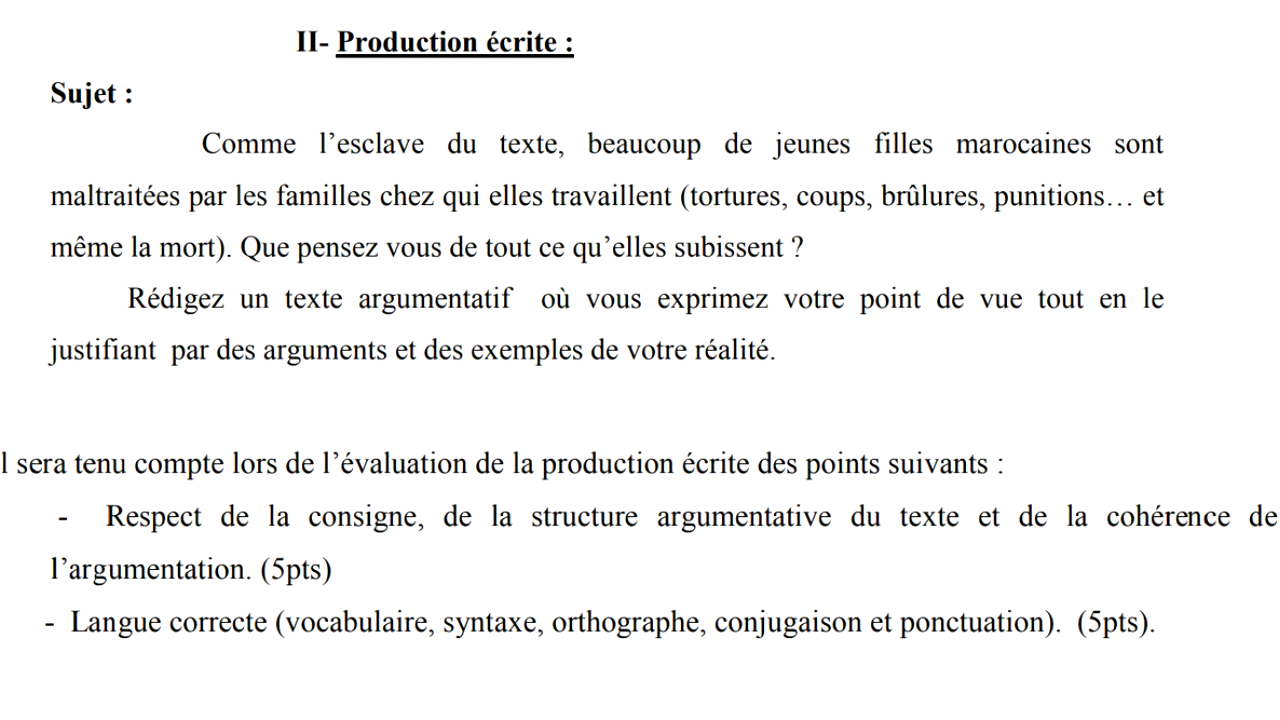 II- Production écrite :
Sujet :
Comme l’esclave du texte, beaucoup de jeunes filles marocaines sont
maltraitées par les familles chez qui elles travaillent (tortures, coups, brûlures, punitions… et
même la mort). Que pensez vous de tout ce qu’elles subissent ?
Rédigez un texte argumentatif où vous exprimez votre point de vue tout en le
justifiant par des arguments et des exemples de votre réalité.
l sera tenu compte lors de l’évaluation de la production écrite des points suivants :
- Respect de la consigne, de la structure argumentative du texte et de la cohérence de
l’argumentation. (5pts)
- Langue correcte (vocabulaire, syntaxe, orthographe, conjugaison et ponctuation). (5pts).